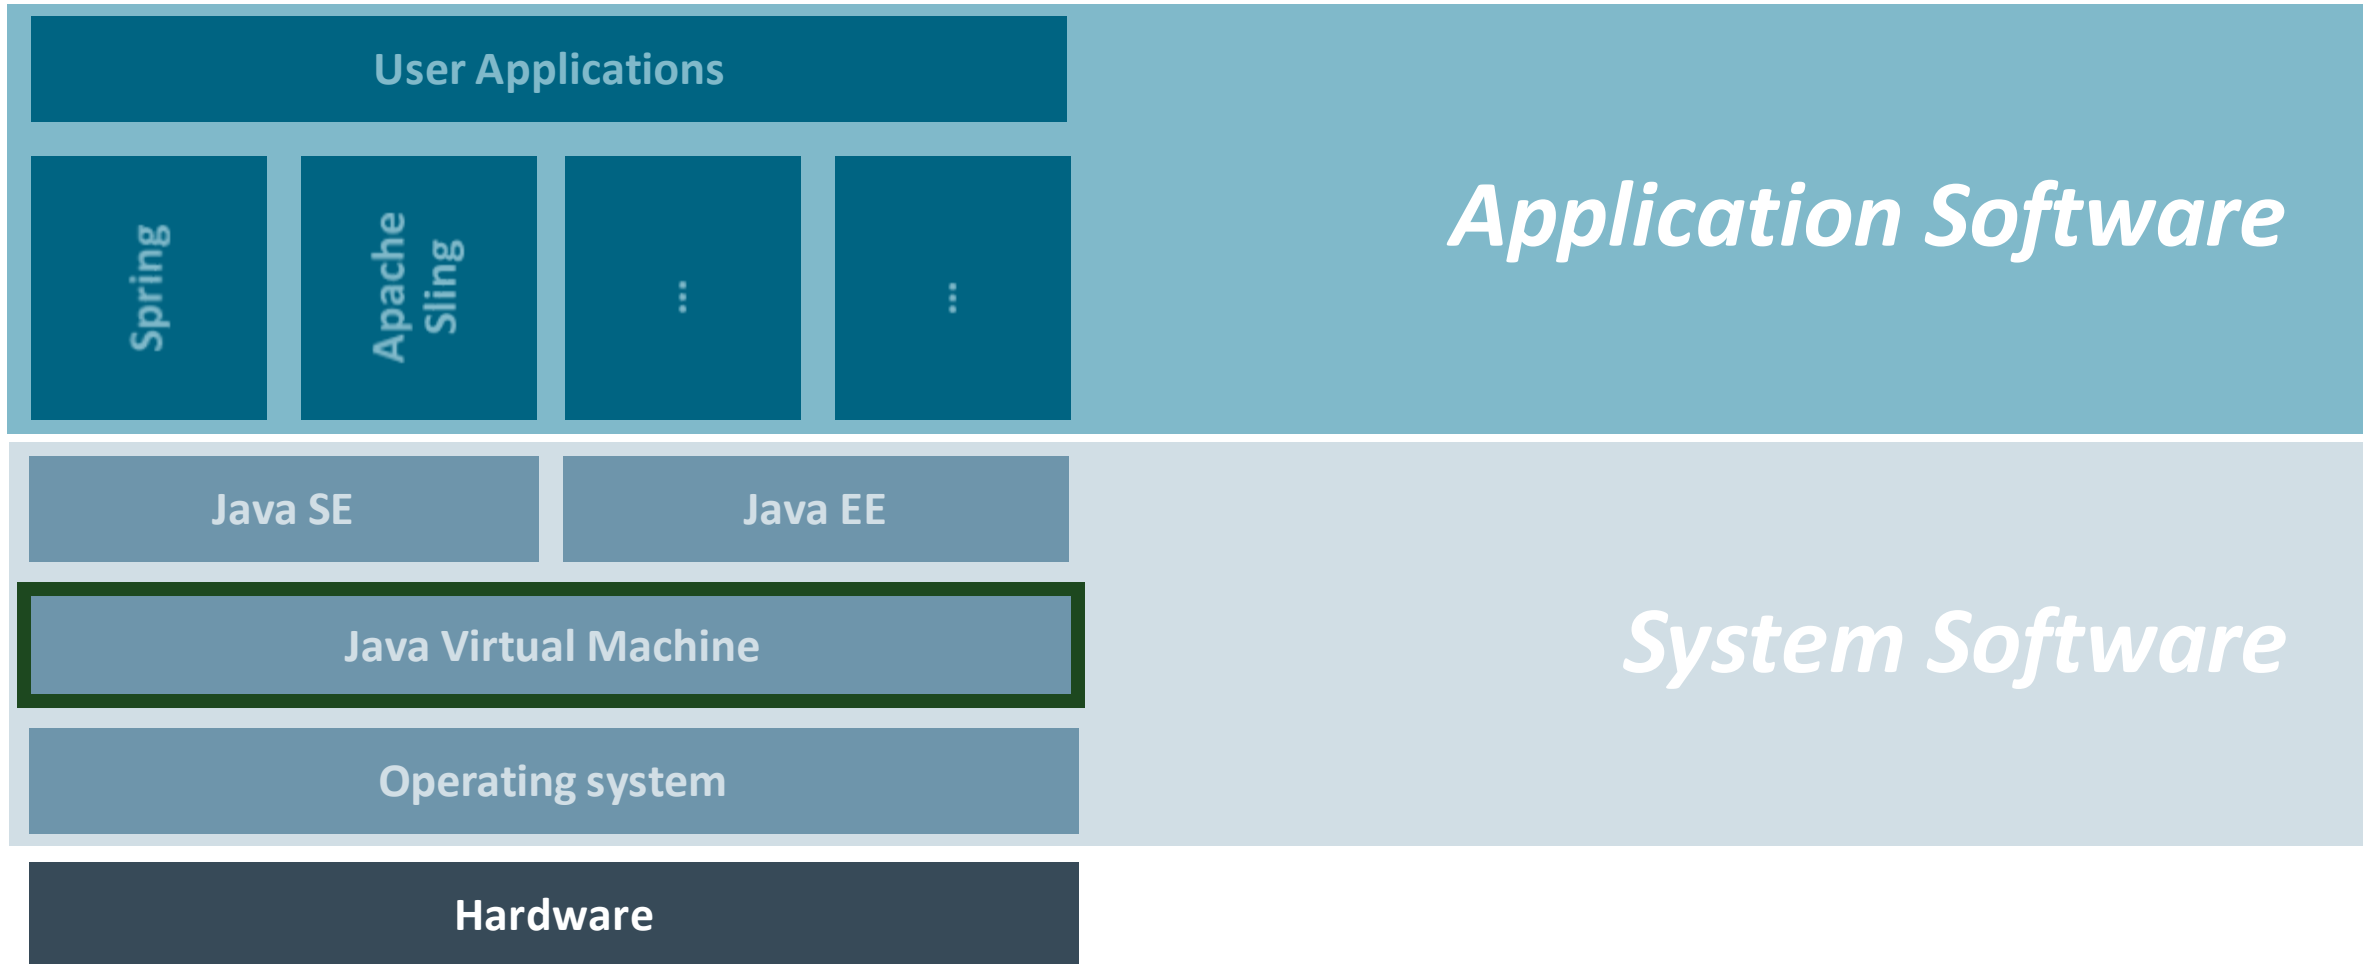 User Applications
Application Software
Spring
Apache
Sling
...
...
Java SE
Java EE
Java Virtual Machine
System Software
Operating system
Hardware